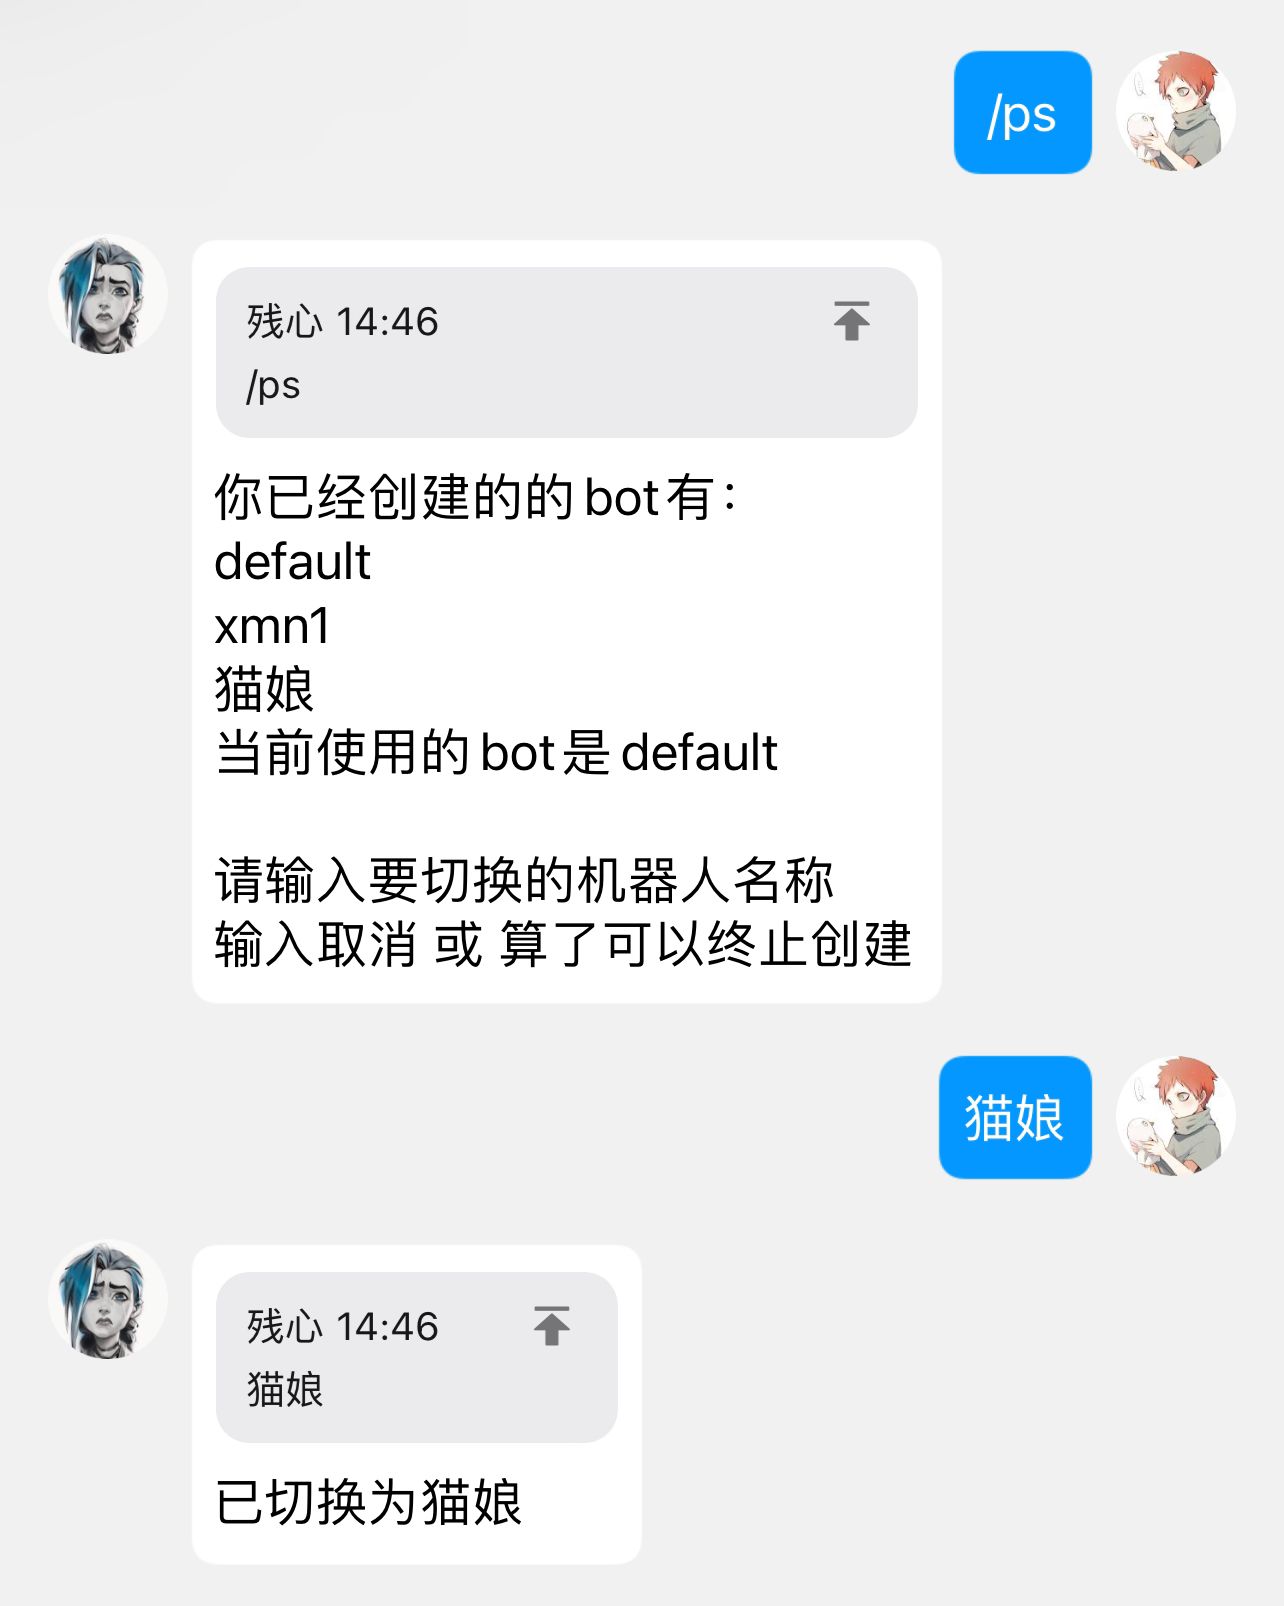 /ps
残心 14:46
/ps
你已经创建的的bot有：
default
xmn1
猫娘
当前使用的bot是default
请输入要切换的机器人名称
输入取消 或 算了可以终止创建
猫娘
残心 14:46
猫娘
已切换为猫娘